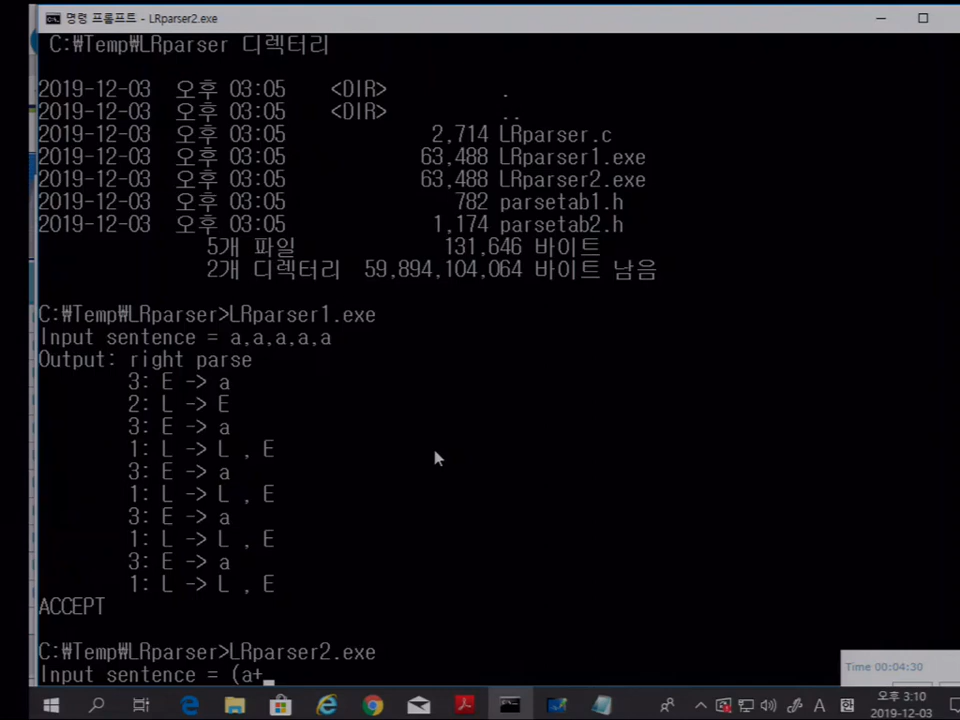 명령 프롬프트 - LRparser2.exe
C:\Temp\LRparser 디렉터리
2019-12-03 오후 03:05 <DIR> .
2019-12-03 오후 03:05 <DIR> ..
2019-12-03 오후 03:05 2,714 LRparser.c
2019-12-03 오후 03:05 63,488 LRparser1.exe
2019-12-03 오후 03:05 63,488 LRparser2.exe
2019-12-03 오후 03:05 782 parsetab1.h
2019-12-03 오후 03:05 1,174 parsetab2.h
5개 파일 131,646 바이트
2개 디렉터리 59,894,104,064 바이트 남음
C:\Temp\LRparser>LRparser1.exe
Input sentence = a,a,a,a,a
Output: right parse
3: E -> a
2: L -> E
3: E -> a
1: L -> L , E
3: E -> a
1: L -> L , E
3: E -> a
1: L -> L , E
3: E -> a
1: L -> L , E
ACCEPT
C:\Temp\LRparser>LRparser2.exe
Input sentence = (a+_
Time 00:04:30
A 한 오후 3:10
2019-12-03